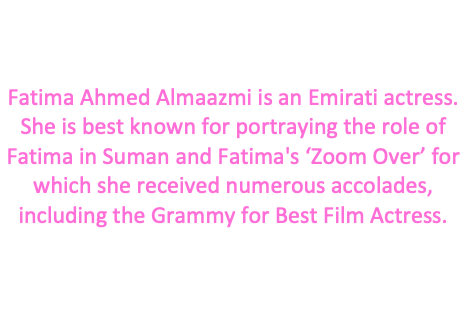 Fatima Ahmed Almaazmi is an Emirati actress.
She is best known for portraying the role of
Fatima in Suman and Fatima's ‘Zoom Over’ for
which she received numerous accolades,
including the Grammy for Best Film Actress.